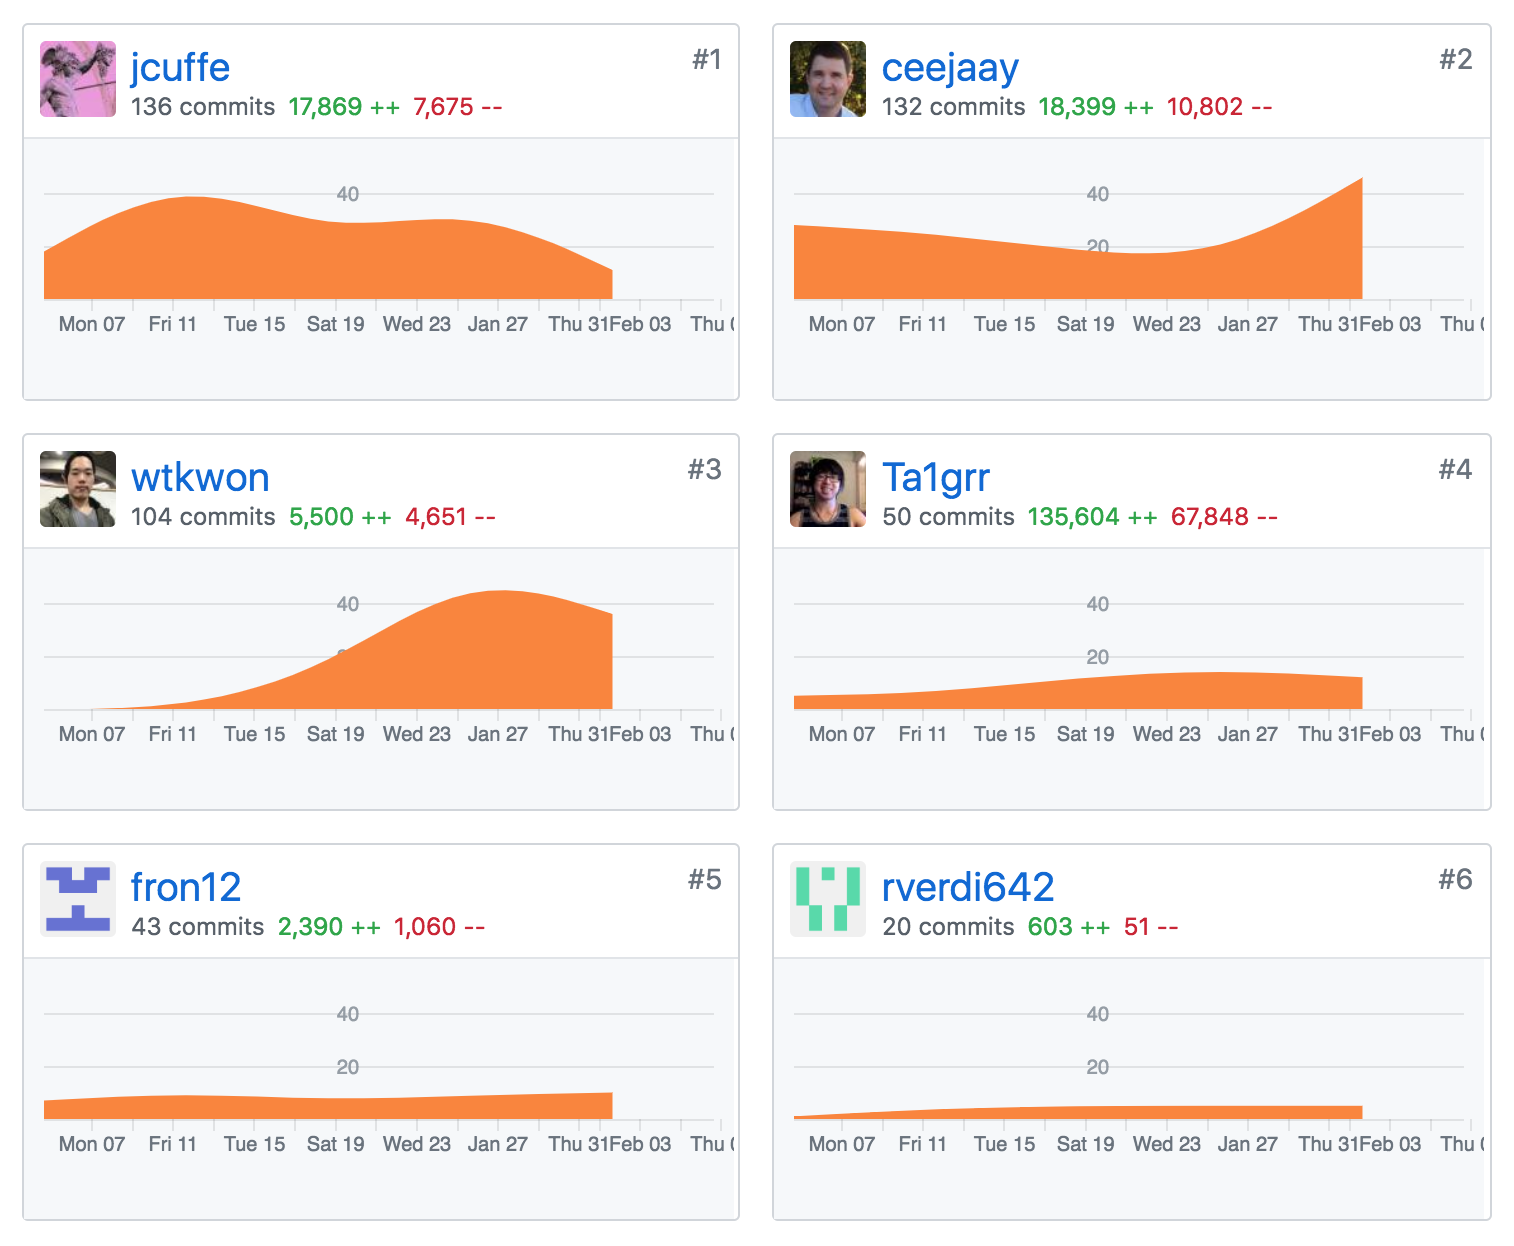 jcuffe
#1
136 commits 17,869 ++ 7,675 --
40
Mon 07 Fri 11 Tue 15 Sat 19 Wed 23 Jan 27 Thu 31 Feb 03 Thu
ceejaay
#2
132 commits 18,399 ++ 10,802 --
40
20
Mon 07 Fri 11 Tue 15 Sat 19 Wed 23 Jan 27 Thu 31 Feb 03 Thu
wtkwon
#3
104 commits 5,500 ++ 4,651 --
40
Mon 07 Fri 11 Tue 15 Sat 19 Wed 23 Jan 27 Thu 31 Feb 03 Thu
Ta1grr
#4
50 commits 135,604 ++ 67,848 --
40
20
Mon 07 Fri 11 Tue 15 Sat 19 Wed 23 Jan 27 Thu 31 Feb 03 Thu
fron12
#5
43 commits 2,390 ++ 1,060 --
40
20
Mon 07 Fri 11 Tue 15 Sat 19 Wed 23 Jan 27 Thu 31 Feb 03 Thu
rverdi642
#6
20 commits 603 ++ 51 --
40
20
Mon 07 Fri 11 Tue 15 Sat 19 Wed 23 Jan 27 Thu 31 Feb 03 Thu